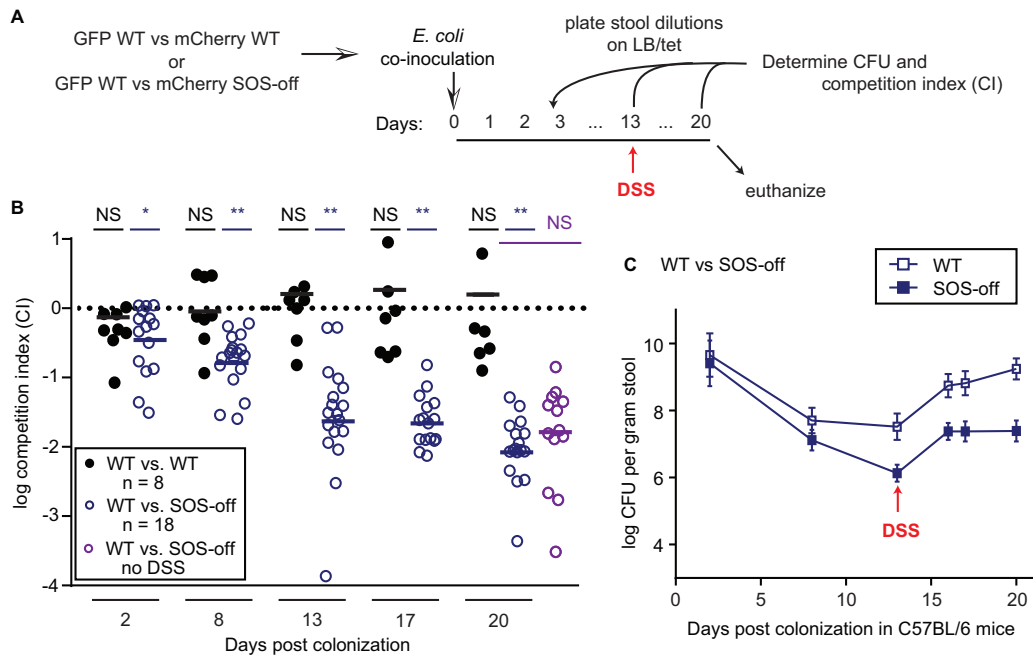 A
GFP WT vs mCherry WT
or
GFP WT vs mCherry SOS-off
E. coli
co-inoculation
plate stool dilutions
on LB/tet
Determine CFU and
competition index (CI)
Days:
0 1 2 3 ... 13 ... 20
DSS
euthanize
B
NS * NS ** NS ** NS ** NS ** NS
log competition index (CI)
1
0
-1
-2
-3
-4
WT vs. WT
n = 8
WT vs. SOS-off
n = 18
WT vs. SOS-off
no DSS
2 8 13 17 20
Days post colonization
C WT vs SOS-off
WT
SOS-off
log CFU per gram stool
10
8
6
4
DSS
0 5 10 15 20
Days post colonization in C57BL/6 mice